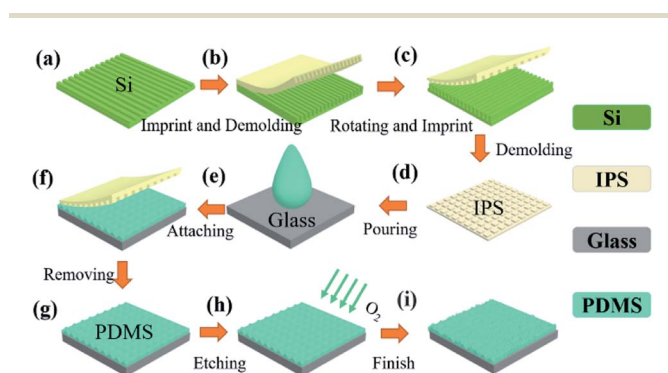 (a)
Si
(b)
Imprint and Demolding
(c)
Rotating and Imprint
Demolding
(d)
IPS
Pouring
(e)
Glass
Attaching
(f)
Removing
(g)
PDMS
Etching
(h)
O2
Finish
(i)
Si
IPS
Glass
PDMS